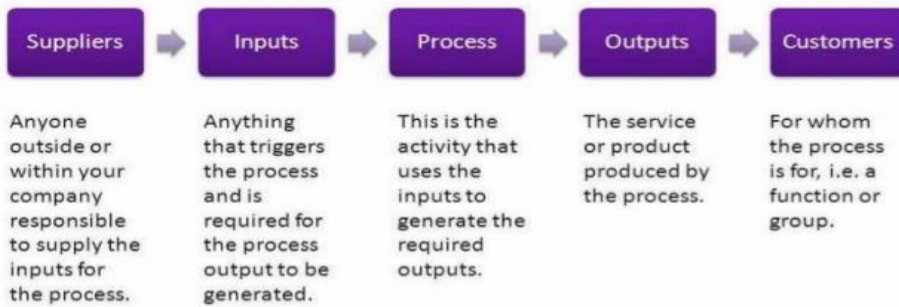 Suppliers
Inputs
Process
Outputs
Customers
Anyone
outside or
within your
company
responsible
to supply the
inputs for
the process.
Anything
that triggers
the process
and is
required for
the process
output to be
generated.
This is the
activity that
uses the
inputs to
generate the
required
outputs.
The service
or product
produced by
the process.
For whom
the process
is for, i.e. a
function or
group.